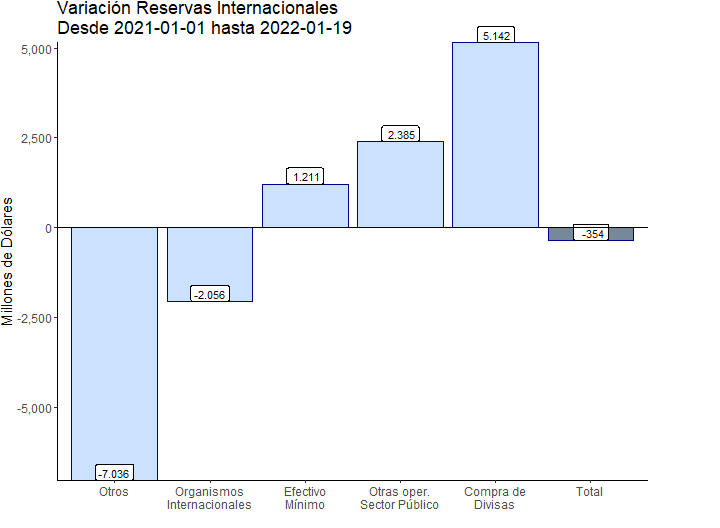 Variación Reservas Internacionales
Desde 2021-01-01 hasta 2022-01-19
Millones de Dólares
5,000
2,500
0
-2,500
-5,000
-7.036
-2.056
1.211
2.385
5.142
-354
Otros
Organismos
Internacionales
Efectivo
Mínimo
Otras oper.
Sector Público
Compra de
Divisas
Total